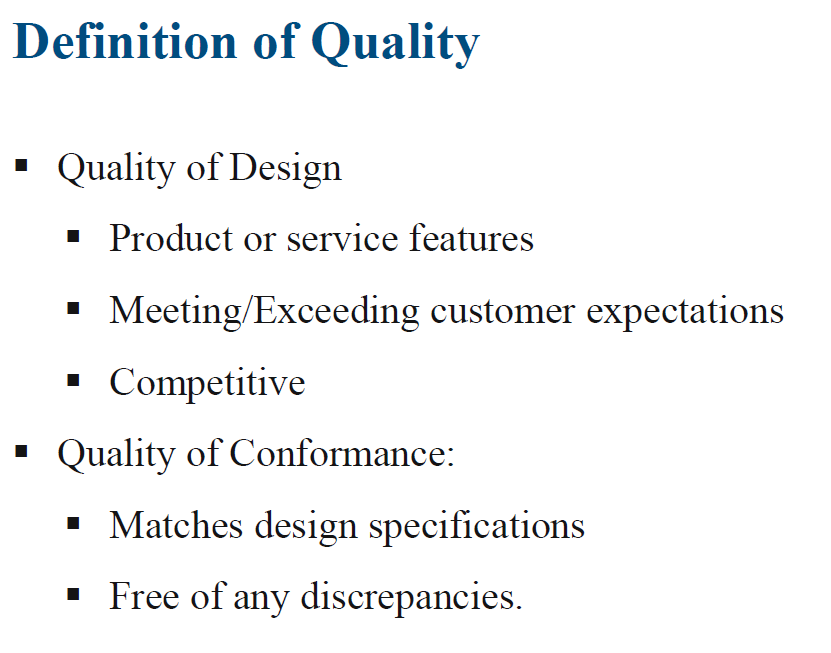 Definition of Quality
▪ Quality of Design
▪ Product or service features
▪ Meeting/Exceeding customer expectations
▪ Competitive
▪ Quality of Conformance:
▪ Matches design specifications
▪ Free of any discrepancies.